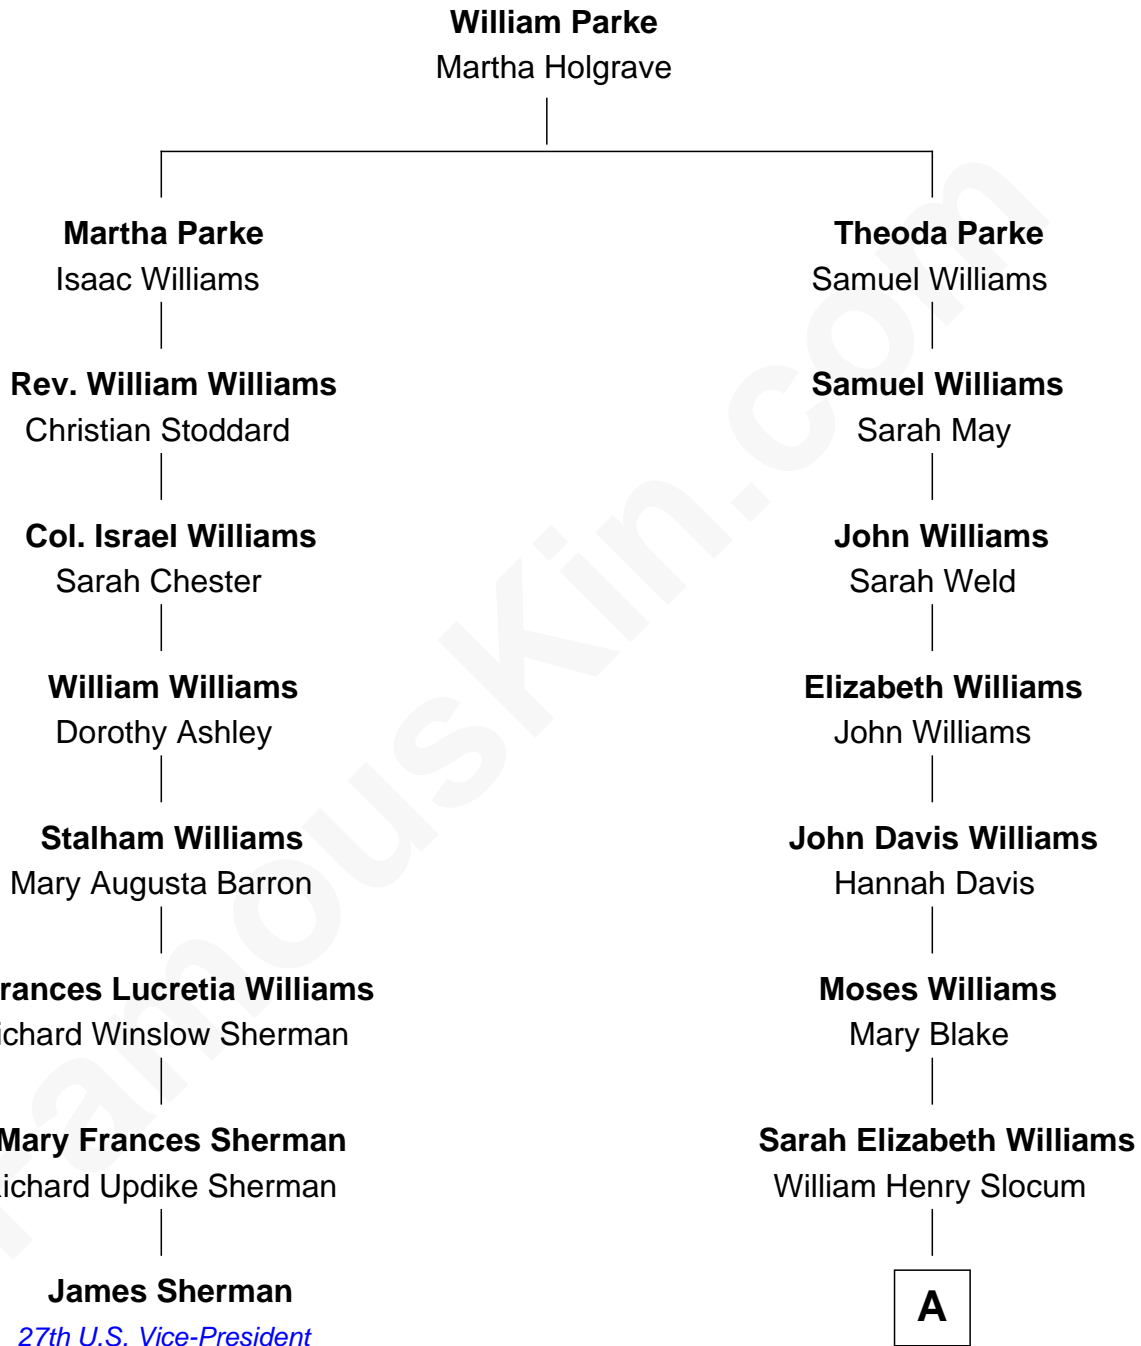 William Parke
Martha Holgrave
Martha Parke
Isaac Williams
Theoda Parke
Samuel Williams
Rev. William Williams
Christian Stoddard
Samuel Williams
Sarah May
Col. Israel Williams
Sarah Chester
John Williams
Sarah Weld
William Williams
Dorothy Ashley
Elizabeth Williams
John Williams
Stalham Williams
Mary Augusta Barron
John Davis Williams
Hannah Davis
rances Lucretia Williams
ichard Winslow Sherman
Moses Williams
Mary Blake
Mary Frances Sherman
ichard Updike Sherman
Sarah Elizabeth Williams
William Henry Slocum
James Sherman
27th U.S. Vice-President
A
FamousKin.com